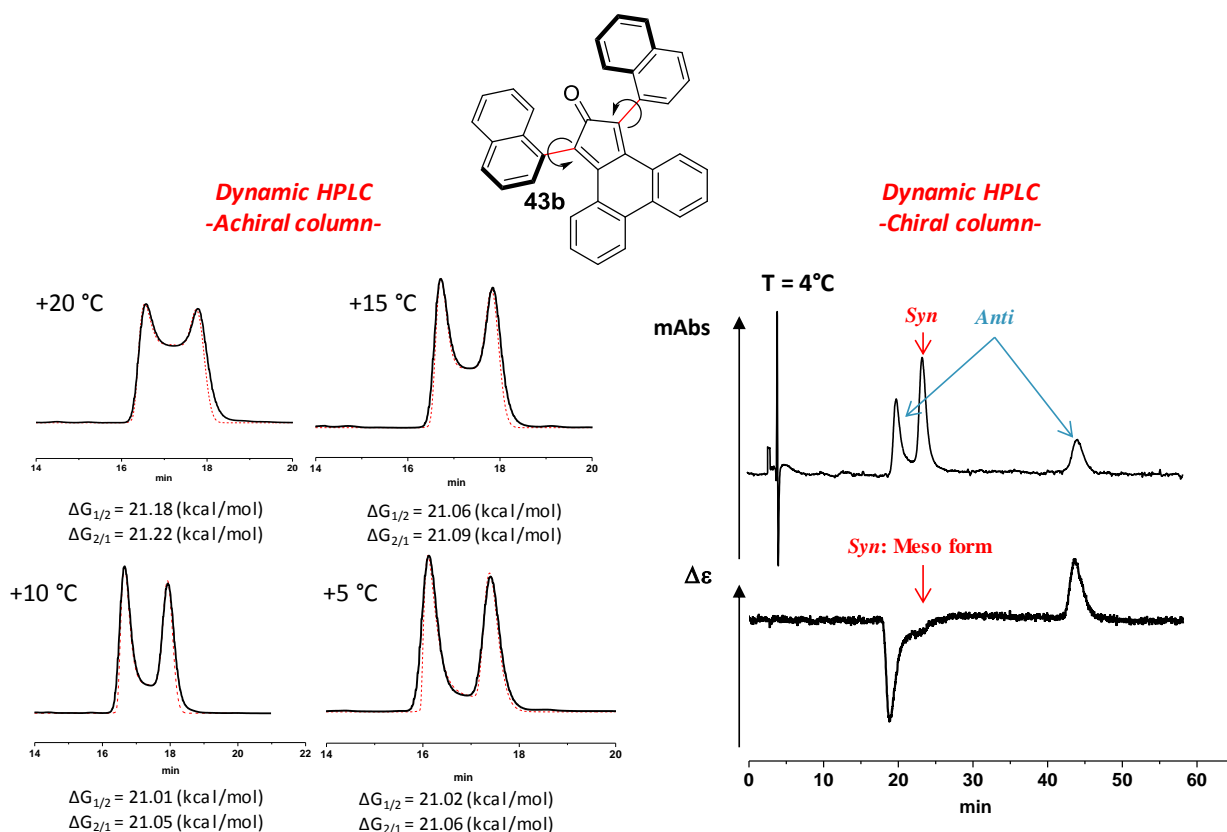 O
43b
Dynamic HPLC
-Achiral column-
Dynamic HPLC
-Chiral column-
+20 °C
14 16 18 20
min
ΔG1/2 = 21.18 (kcal/mol)
ΔG2/1 = 21.22 (kcal/mol)
+15 °C
14 16 18 20
min
ΔG1/2 = 21.06 (kcal/mol)
ΔG2/1 = 21.09 (kcal/mol)
+10 °C
14 16 18 20 22
min
ΔG1/2 = 21.01 (kcal/mol)
ΔG2/1 = 21.05 (kcal/mol)
+5 °C
14 16 18 20
min
ΔG1/2 = 21.02 (kcal/mol)
ΔG2/1 = 21.06 (kcal/mol)
T = 4°C
mAbs
Syn
Anti
Syn: Meso form
Δε
0 10 20 30 40 50 60
min